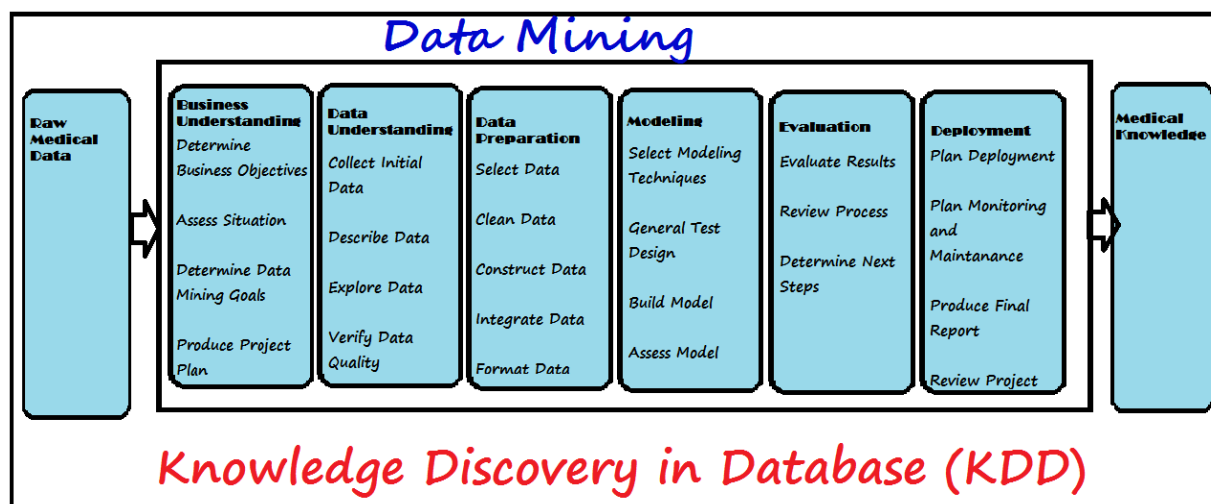 Data Mining
Raw
Medical
Data
Business
Understanding
Determine
Business Objectives
Assess Situation
Determine Data
Mining Goals
Produce Project
Plan
Data
Understanding
Collect Initial
Data
Describe Data
Explore Data
Verify Data
Quality
Data
Preparation
Select Data
Clean Data
Construct Data
Integrate Data
Format Data
Modeling
Select Modeling
Techniques
General Test
Design
Build Model
Assess Model
Evaluation
Evaluate Results
Review Process
Determine Next
Steps
Deployment
Plan Deployment
Plan Monitoring
and
Maintanance
Produce Final
Report
Review Project
Medical
Knowledge
Knowledge Discovery in Database (KDD)